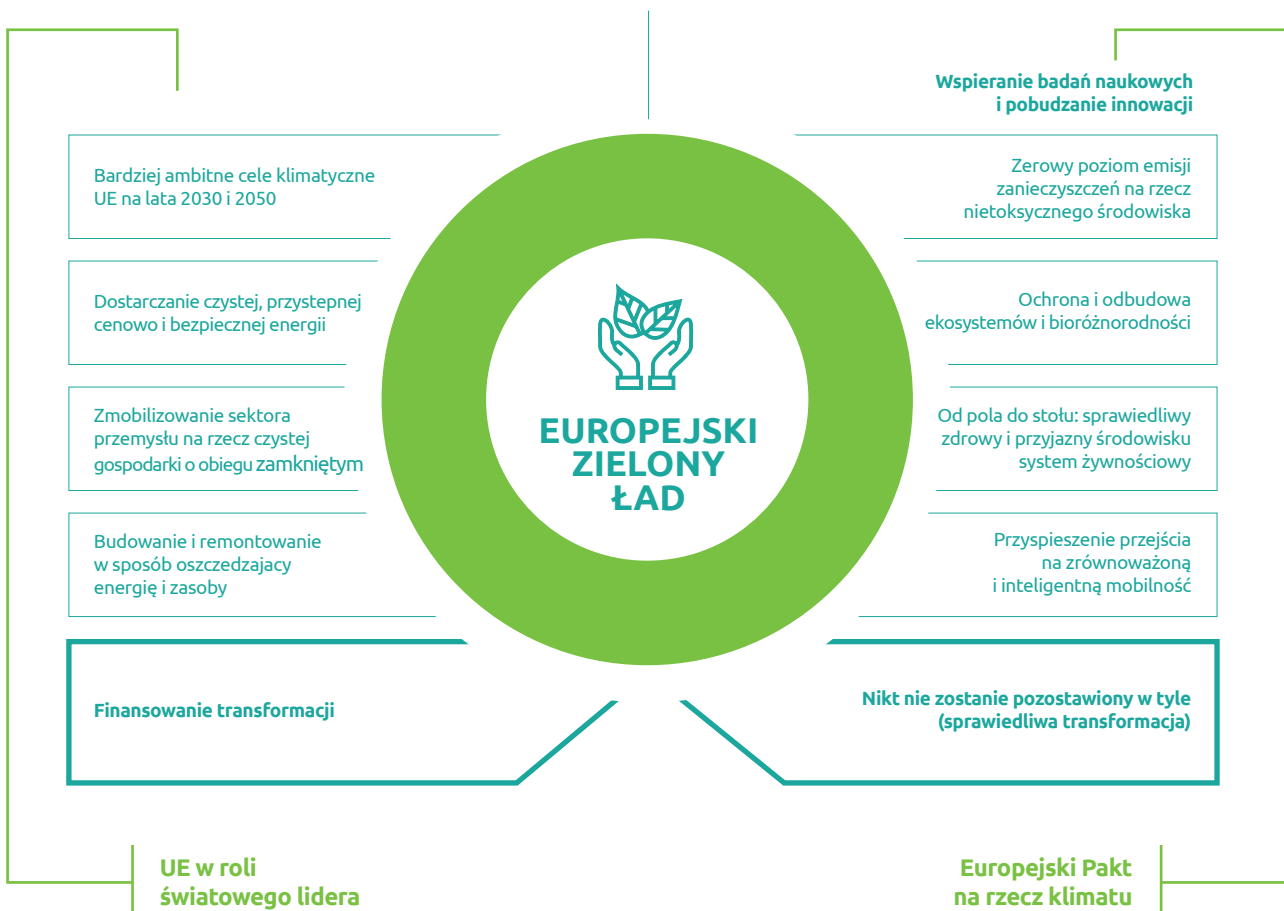 Wspieranie badań naukowych
i pobudzanie innowacji
Bardziej ambitne cele klimatyczne
UE na lata 2030 i 2050
Dostarczanie czystej, przystepnej
cenowo i bezpiecznej energii
Zmobilizowanie sektora
przemysłu na rzecz czystej
gospodarki o obiegu zamkniętym
Budowanie i remontowanie
w sposób oszczedzajacy
energię i zasoby
Finansowanie transformacji
EUROPEJSKI
ZIELONY
ŁAD
Zerowy poziom emisji
zanieczyszczeń na rzecz
nietoksycznego środowiska
Ochrona i odbudowa
ekosystemów i bioróżnorodności
Od pola do stołu: sprawiedliwy
zdrowy i przyjazny środowisku
system żywnościowy
Przyspieszenie przejścia
na zrównoważoną
i inteligentną mobilność
Nikt nie zostanie pozostawiony w tyle
(sprawiedliwa transformacja)
UE w roli
światowego lidera
Europejski Pakt
na rzecz klimatu